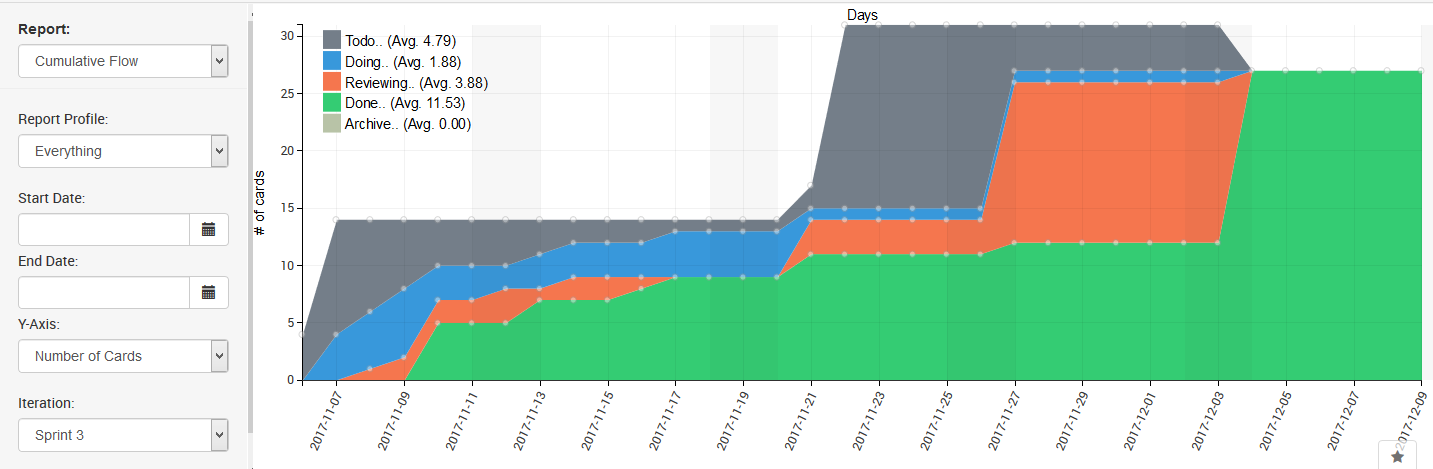 Report:
Cumulative Flow
Report Profile:
Everything
Start Date:
End Date:
Y-Axis:
Number of Cards
Iteration:
Sprint 3
Days
Todo.. (Avg. 4.79)
Doing.. (Avg. 1.88)
Reviewing.. (Avg. 3.88)
Done.. (Avg. 11.53)
Archive.. (Avg. 0.00)
# of cards
30
25
20
15
10
5
0
2017-11-07
2017-11-09
2017-11-11
2017-11-13
2017-11-15
2017-11-17
2017-11-19
2017-11-21
2017-11-23
2017-11-25
2017-11-27
2017-11-29
2017-12-01
2017-12-03
2017-12-05
2017-12-07
2017-12-09